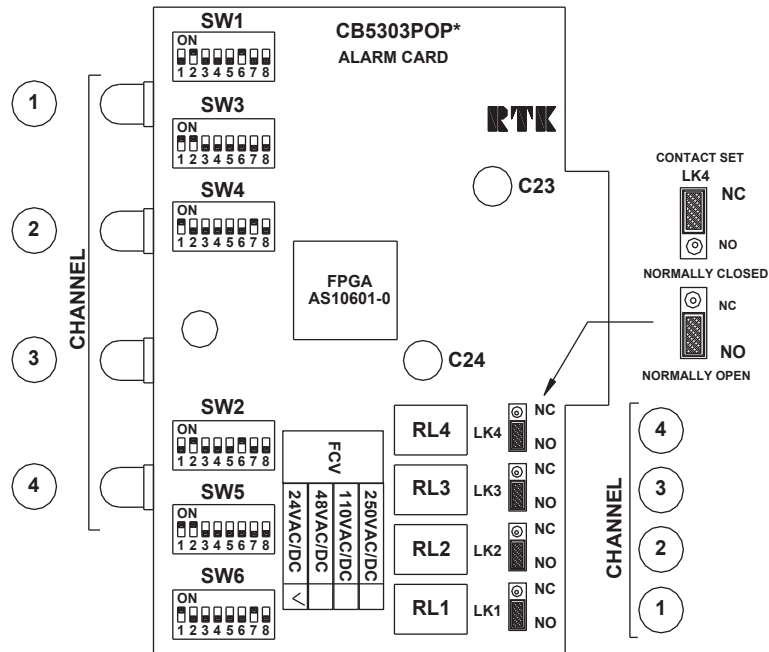 SW1
ON
1 2 3 4 5 6 7 8
CB5303POP*
ALARM CARD
1
SW3
ON
1 2 3 4 5 6 7 8
RTK
CONTACT SET
LK4
NC
NO
NORMALLY CLOSED
NC
NO
NORMALLY OPEN
C23
SW4
ON
1 2 3 4 5 6 7 8
2
CHANNEL
FPGA
AS10601-0
3
C24
SW2
ON
1 2 3 4 5 6 7 8
4
SW5
ON
1 2 3 4 5 6 7 8
SW6
ON
1 2 3 4 5 6 7 8
FCV
24VAC/DC
48VAC/DC
110VAC/DC
250VAC/DC
RL4 LK4 NC
NO
RL3 LK3 NC
NO
RL2 LK2 NC
NO
RL1 LK1 NC
NO
CHANNEL
4
3
2
1